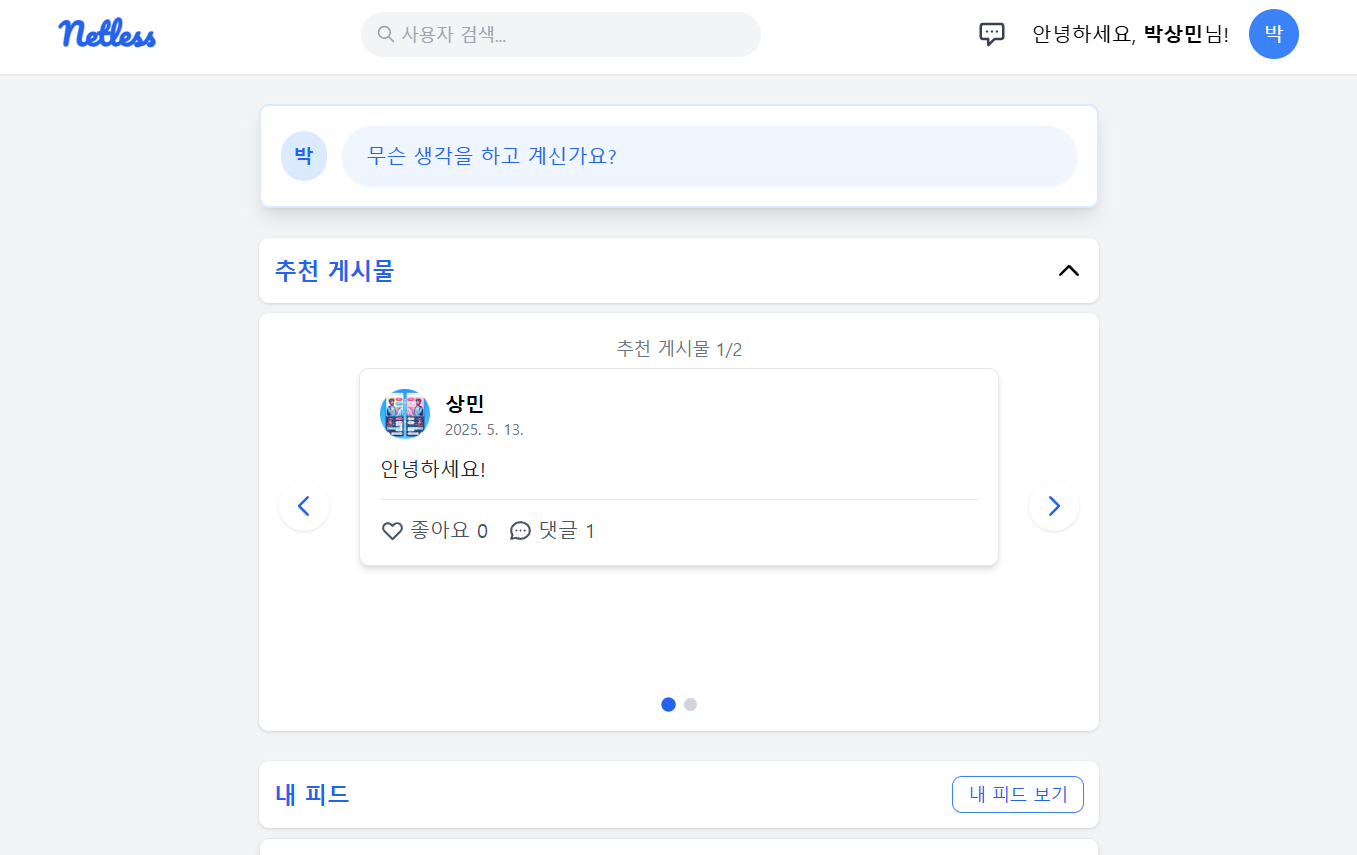 Netless
사용자 검색...
안녕하세요, 박상민님!
박
박
무슨 생각을 하고 계신가요?
추천 게시물
추천 게시물 1/2
상민
2025. 5. 13.
안녕하세요!
좋아요 0 댓글 1
내 피드
내 피드 보기